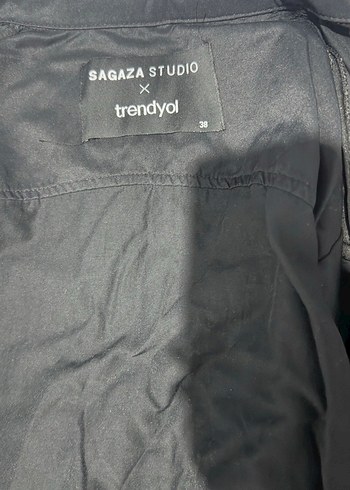 SAGAZA STUDIO
×
trendyol
38